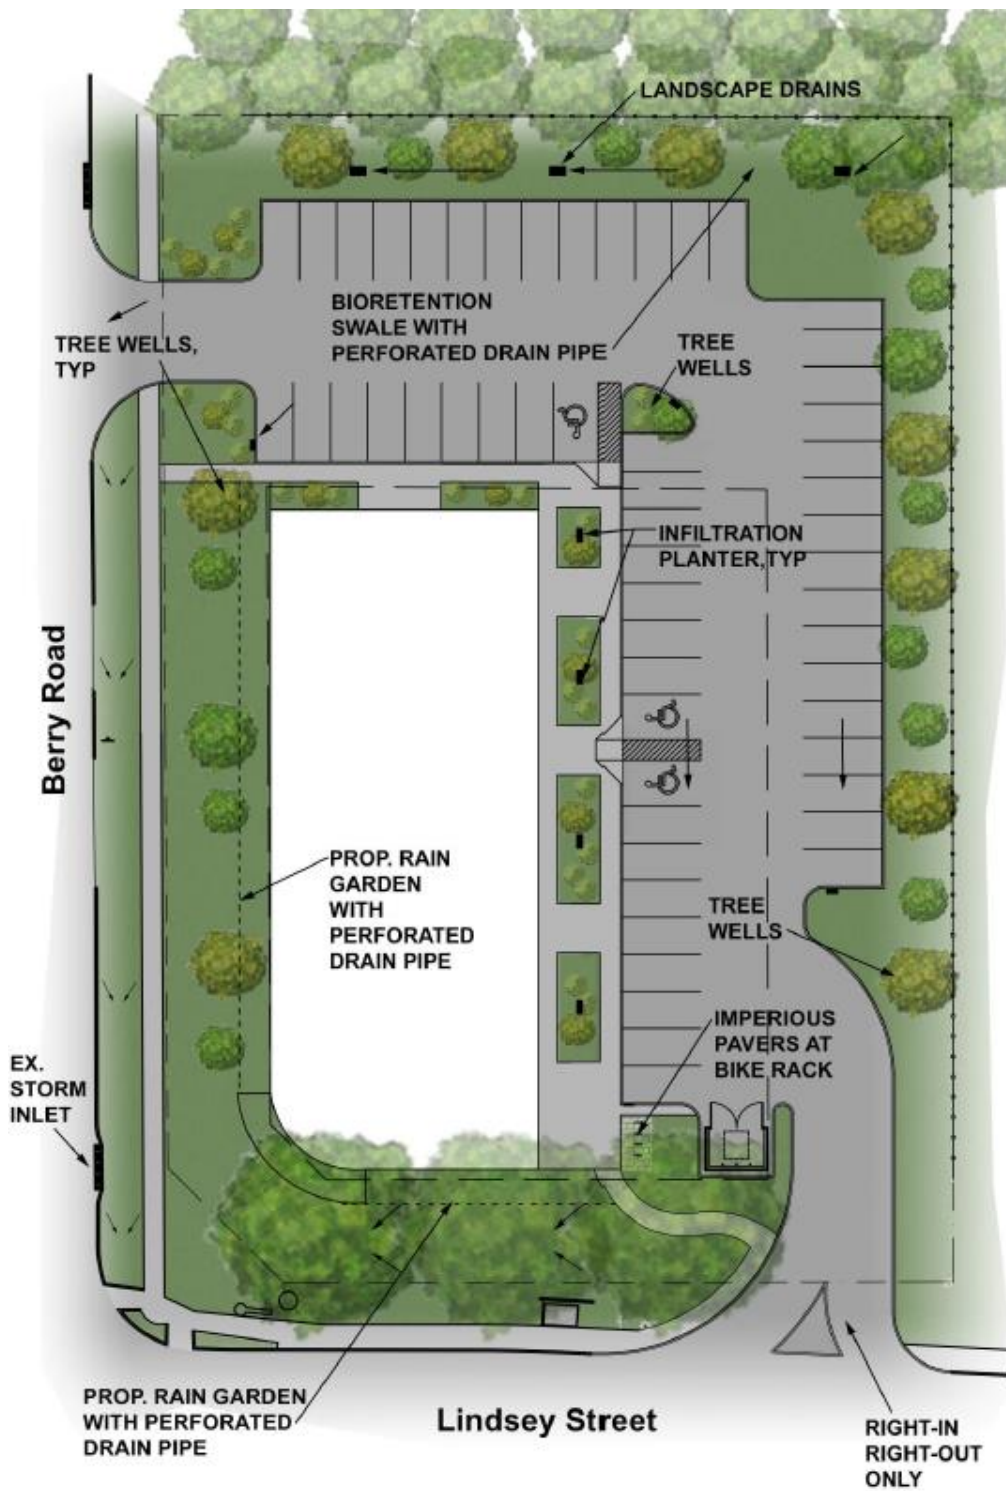 LANDSCAPE DRAINS
BIORETENTION
SWALE WITH
PERFORATED DRAIN PIPE
TREE WELLS,
TYP
TREE
WELLS
INFILTRATION
PLANTER,TYP
Berry Road
PROP. RAIN
GARDEN
WITH
PERFORATED
DRAIN PIPE
TREE
WELLS
IMPERIOUS
PAVERS AT
BIKE RACK
EX.
STORM
INLET
PROP. RAIN GARDEN
WITH PERFORATED
DRAIN PIPE
Lindsey Street
RIGHT-IN
RIGHT-OUT
ONLY